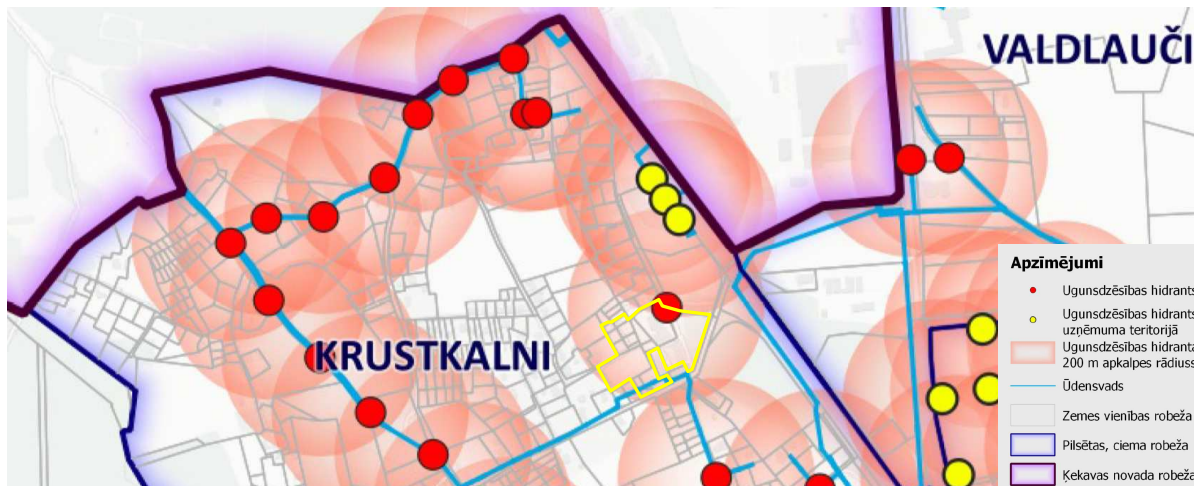 VALDLAUČI
KRUSTKALNI
Apzīmējumi
Ugunsdzēsības hidrants
Ugunsdzēsības hidrants
uzņēmuma teritorijā
Ugunsdzēsības hidranta
200 m apkalpes rādiuss
Ūdensvads
Zemes vienības robeža
Pilsētas, ciema robeža
Ķekavas novada robeža